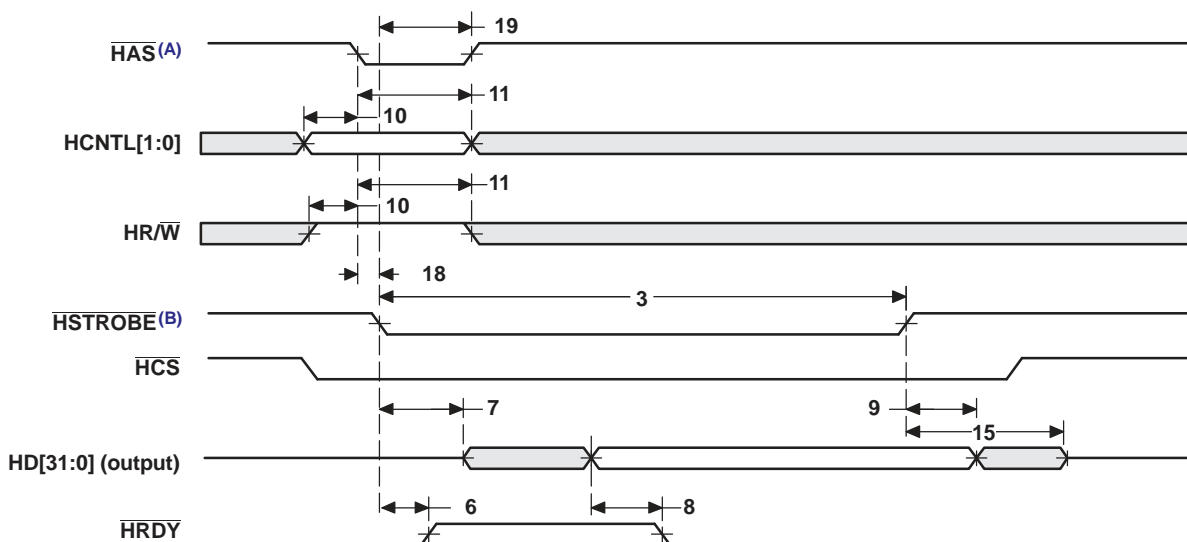 19
HAS(A)
11
10
HCNTL[1:0]
11
10
HR/W
18
3
HSTROBE(B)
HCS
7
9
15
HD[31:0] (output)
6
8
HRDY